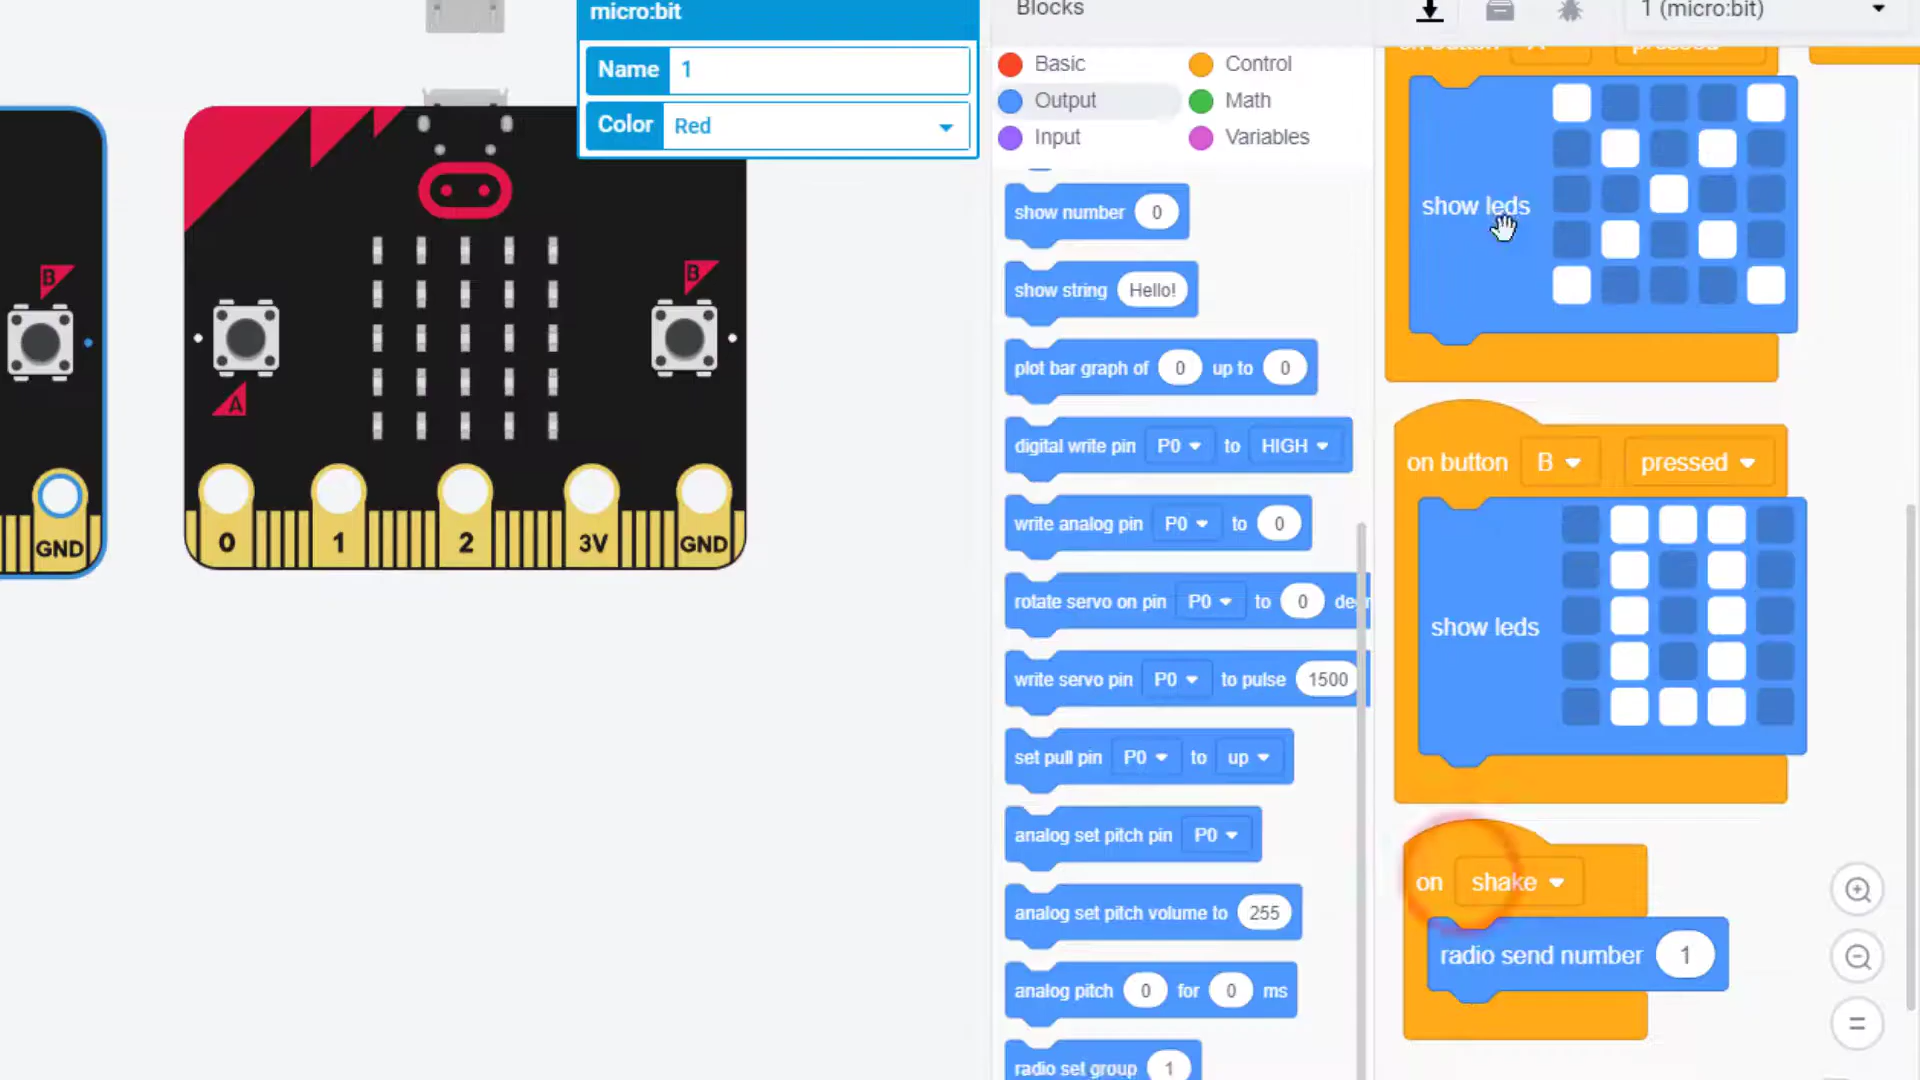 micro:bit
Name 1
Color Red
B
GND
B
A
0 1 2 3V GND
Blocks
Basic
Control
Output
Math
Input
Variables
show number 0
show string Hello!
plot bar graph of 0 up to 0
digital write pin P0 to HIGH
write analog pin P0 to 0
rotate servo on pin P0 to 0
write servo pin P0 to pulse 1500
set pull pin P0 to up
analog set pitch pin P0
analog set pitch volume to 255
analog pitch 0 for 0 ms
radio set group 1
1 (micro:bit)
on button A pressed
show leds
on button B pressed
show leds
on shake
radio send number 1